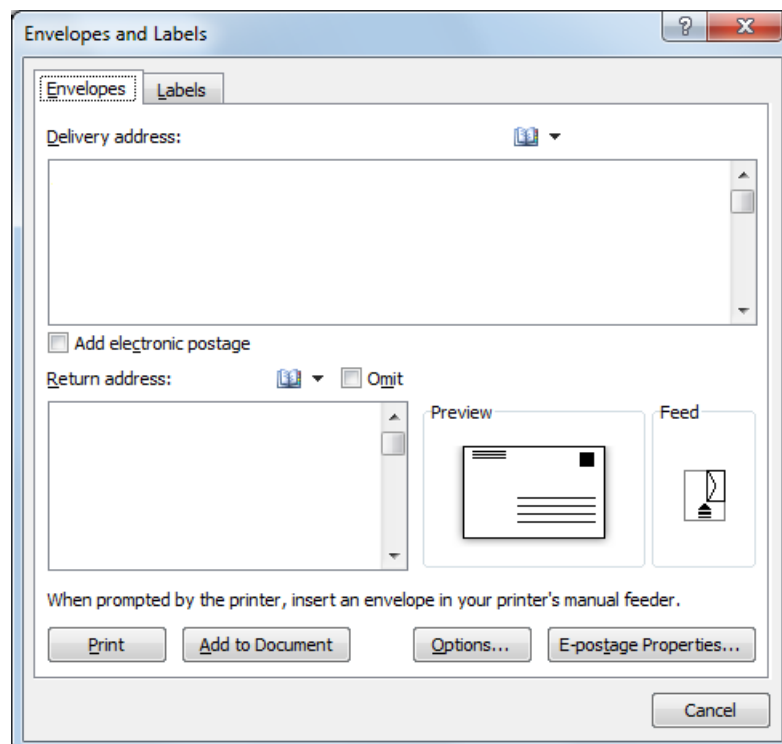 Envelopes and Labels
Envelopes Labels
Delivery address:
Add electronic postage
Return address: Omit
Preview Feed
When prompted by the printer, insert an envelope in your printer's manual feeder.
Print Add to Document Options... E-postage Properties...
Cancel